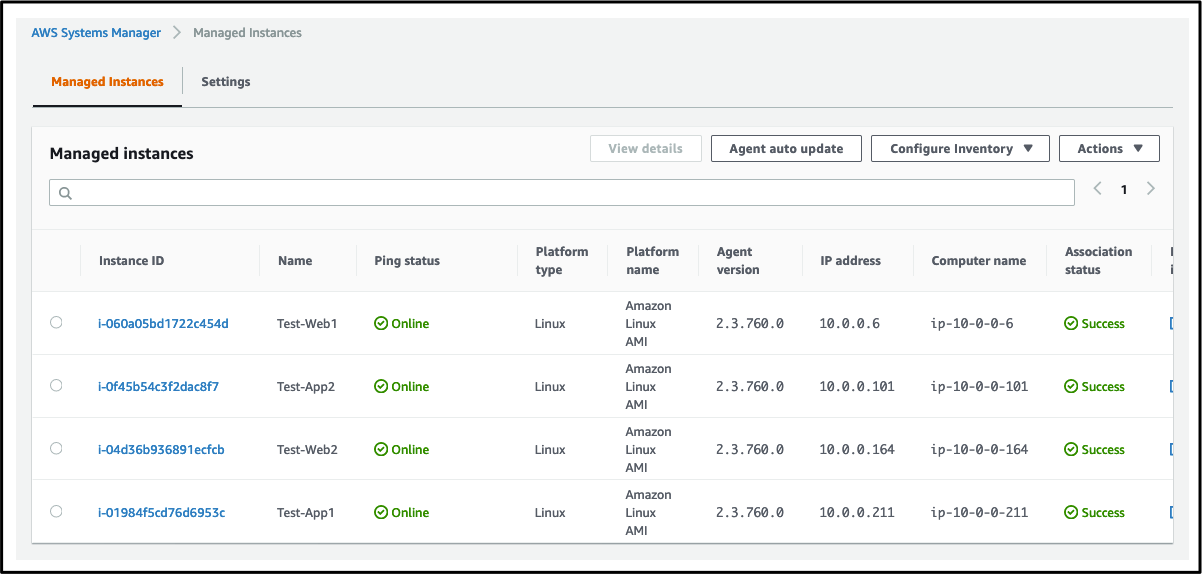 AWS Systems Manager > Managed Instances
Managed Instances Settings
Managed instances View details Agent auto update Configure Inventory Actions
1
Instance ID Name Ping status Platform type Platform name Agent version IP address Computer name Association status
i-060a05bd1722c454d Test-Web1 Online Linux Amazon Linux AMI 2.3.760.0 10.0.0.6 ip-10-0-0-6 Success
i-0f45b54c3f2dac8f7 Test-App2 Online Linux Amazon Linux AMI 2.3.760.0 10.0.0.101 ip-10-0-0-101 Success
i-04d36b936891ecfcb Test-Web2 Online Linux Amazon Linux AMI 2.3.760.0 10.0.0.164 ip-10-0-0-164 Success
i-01984f5cd76d6953c Test-App1 Online Linux Amazon Linux AMI 2.3.760.0 10.0.0.211 ip-10-0-0-211 Success